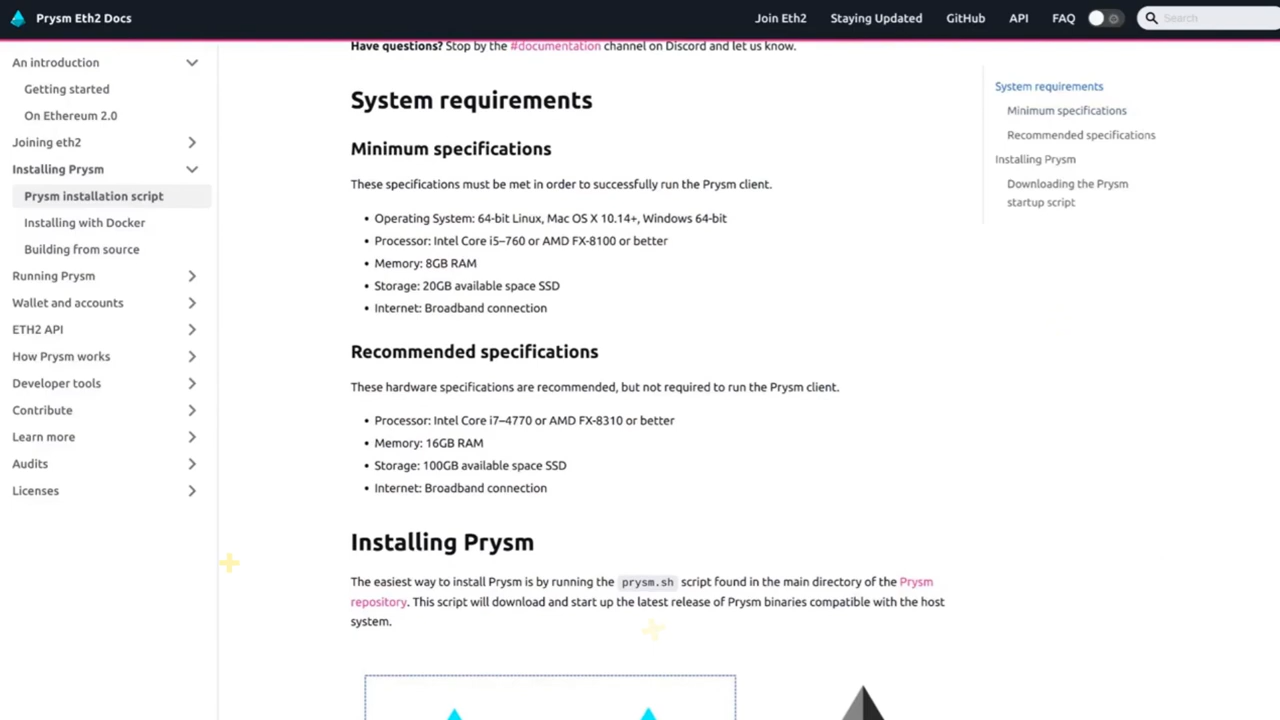 Prysm Eth2 Docs
Join Eth2
Staying Updated
GitHub
API
FAQ
Search
An introduction
Getting started
On Ethereum 2.0
Joining eth2
Installing Prysm
Prysm installation script
Installing with Docker
Building from source
Running Prysm
Wallet and accounts
ETH2 API
How Prysm works
Developer tools
Contribute
Learn more
Audits
Licenses
Have questions? Stop by the #documentation channel on Discord and let us know.
System requirements
Minimum specifications
These specifications must be met in order to successfully run the Prysm client.
• Operating System: 64-bit Linux, Mac OS X 10.14+, Windows 64-bit
• Processor: Intel Core i5–760 or AMD FX-8100 or better
• Memory: 8GB RAM
• Storage: 20GB available space SSD
• Internet: Broadband connection
Recommended specifications
These hardware specifications are recommended, but not required to run the Prysm client.
• Processor: Intel Core i7–4770 or AMD FX-8310 or better
• Memory: 16GB RAM
• Storage: 100GB available space SSD
• Internet: Broadband connection
Installing Prysm
The easiest way to install Prysm is by running the prysm.sh script found in the main directory of the Prysm
repository. This script will download and start up the latest release of Prysm binaries compatible with the host
system.
System requirements
Minimum specifications
Recommended specifications
Installing Prysm
Downloading the Prysm
startup script